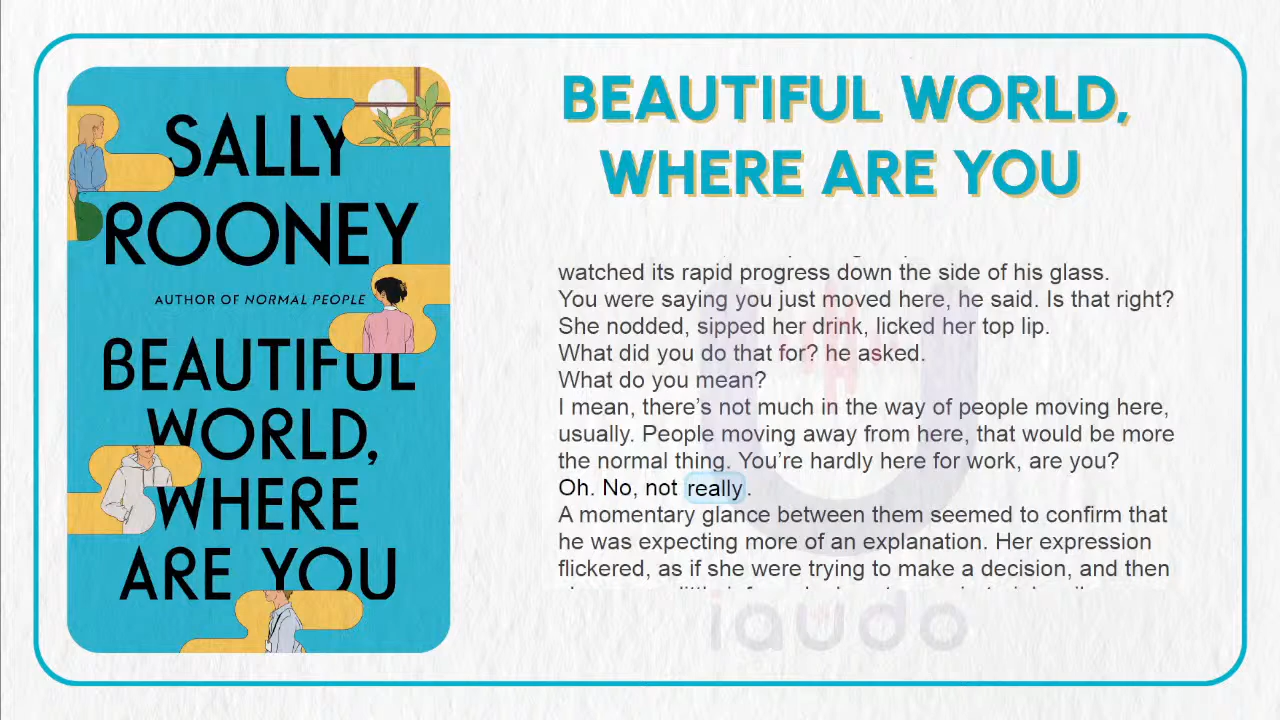 SALLY
ROONEY
AUTHOR OF NORMAL PEOPLE
BEAUTIFUL
WORLD,
WHERE
ARE YOU
BEAUTIFUL WORLD,
WHERE ARE YOU
watched its rapid progress down the side of his glass.
You were saying you just moved here, he said. Is that right?
She nodded, sipped her drink, licked her top lip.
What did you do that for? he asked.
What do you mean?
I mean, there’s not much in the way of people moving here,
usually. People moving away from here, that would be more
the normal thing. You’re hardly here for work, are you?
Oh. No, not really.
A momentary glance between them seemed to confirm that
he was expecting more of an explanation. Her expression
flickered, as if she were trying to make a decision, and then
iaudo